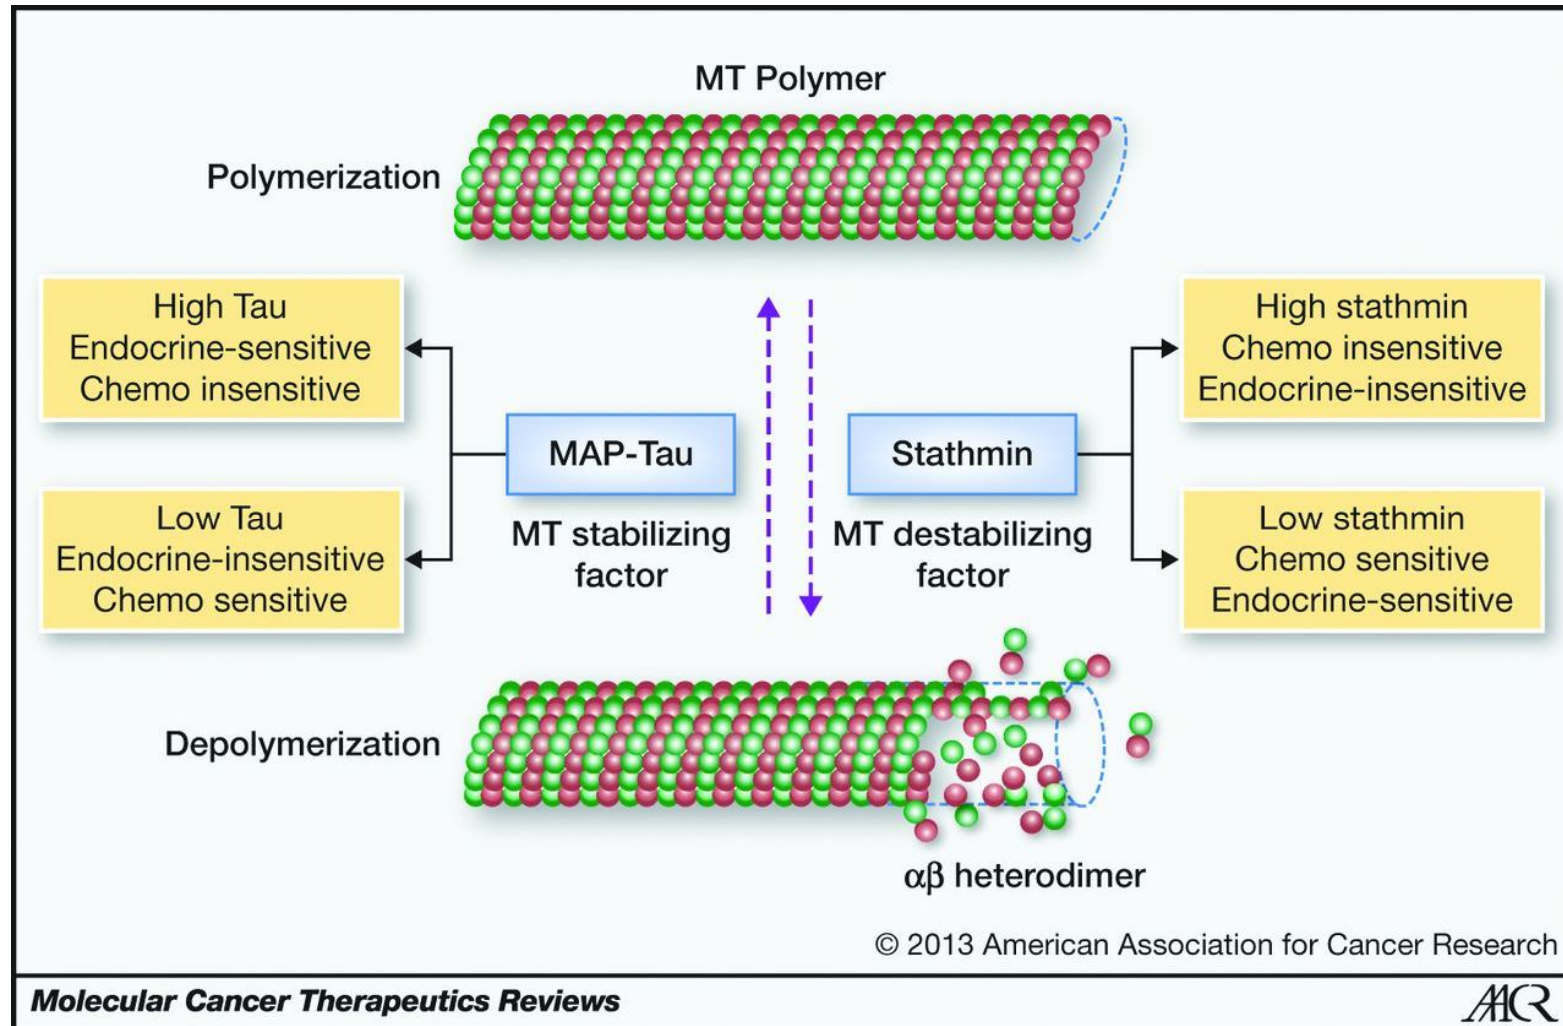 MT Polymer
Polymerization
High Tau
Endocrine-sensitive
Chemo insensitive
Low Tau
Endocrine-insensitive
Chemo sensitive
MAP-Tau
MT stabilizing
factor
Stathmin
MT destabilizing
factor
High stathmin
Chemo insensitive
Endocrine-insensitive
Low stathmin
Chemo sensitive
Endocrine-sensitive
Depolymerization
αβ heterodimer
© 2013 American Association for Cancer Research
Molecular Cancer Therapeutics Reviews
AACR